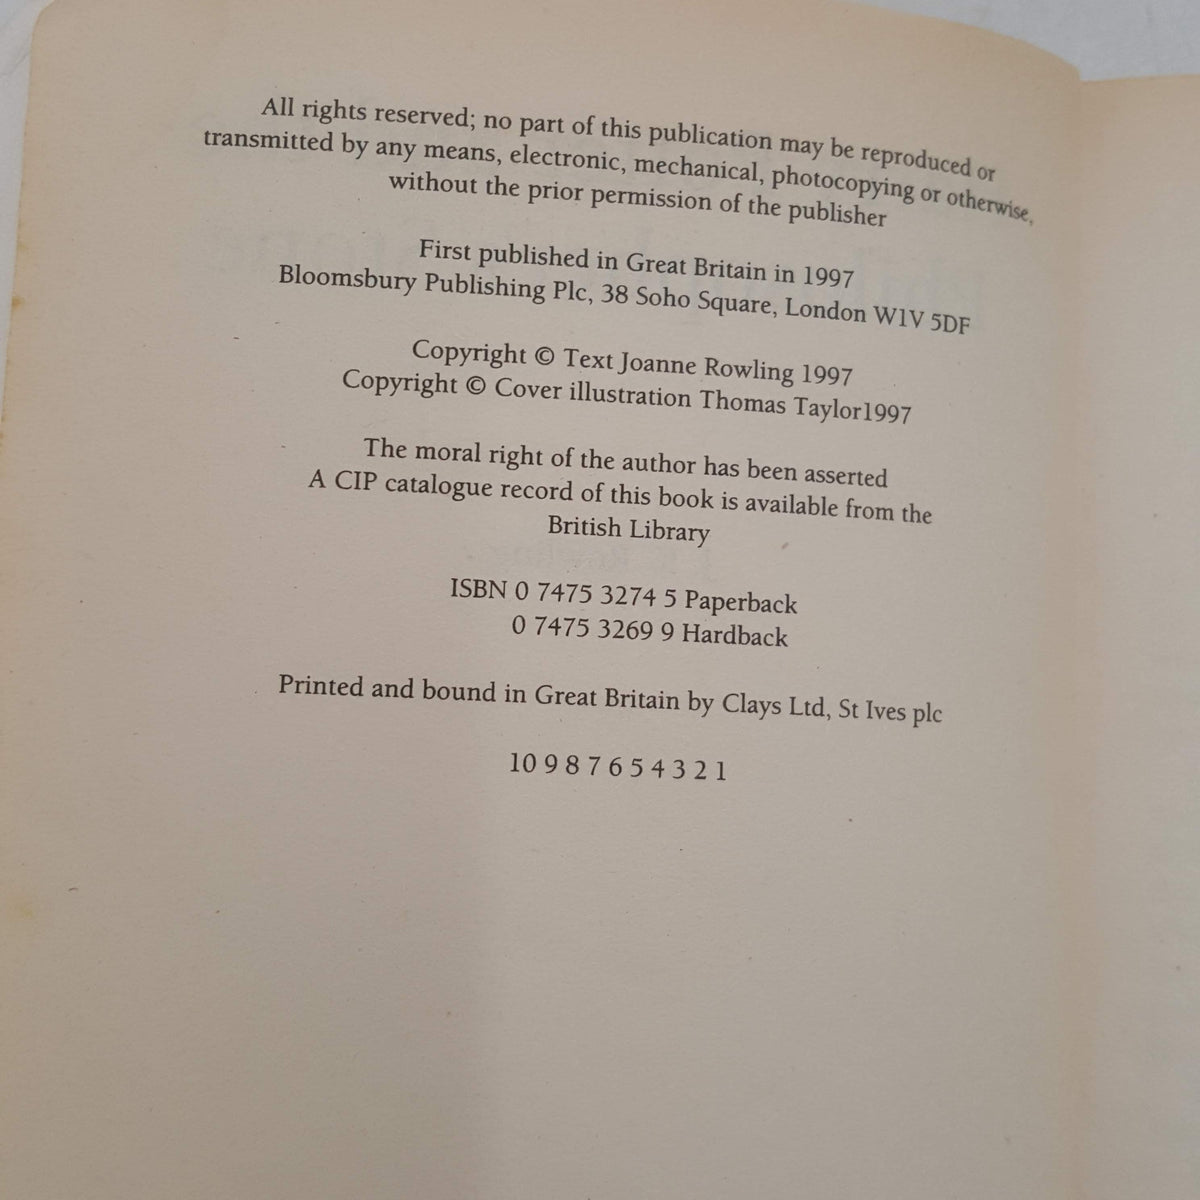 All rights reserved; no part of this publication may be reproduced or
transmitted by any means, electronic, mechanical, photocopying or otherwise,
without the prior permission of the publisher
First published in Great Britain in 1997
Bloomsbury Publishing Plc, 38 Soho Square, London W1V 5DF
Copyright © Text Joanne Rowling 1997
Copyright © Cover illustration Thomas Taylor1997
The moral right of the author has been asserted
A CIP catalogue record of this book is available from the
British Library
ISBN 0 7475 3274 5 Paperback
0 7475 3269 9 Hardback
Printed and bound in Great Britain by Clays Ltd, St Ives plc
10 9 8 7 6 5 4 3 2 1